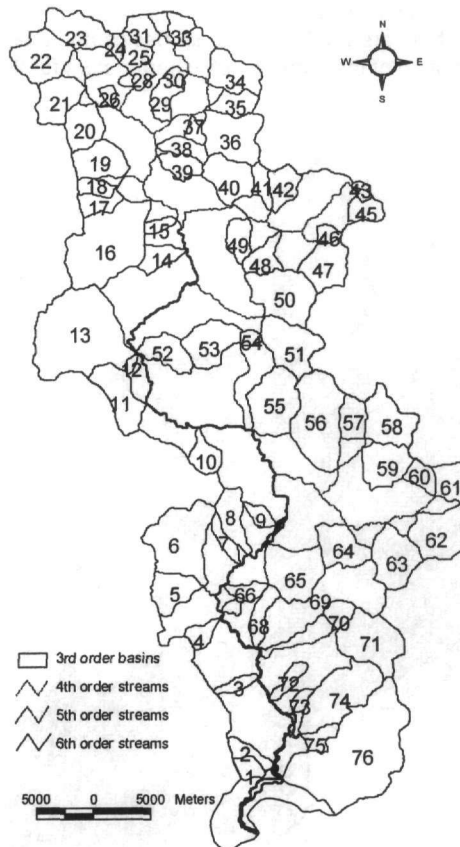 N
W E
S
31 33
23 24 25
22 28 30 34
21 26 29 35
20 37 36
38
19 39 40 41 42
18 43
17 45
15 49 46
16 14 48 47
50
13 52 53 54
12 51
11 55 56 57 58
10 59 60 61
8 9
6 7 64 62
65 63
5 66 69
68 70
4 71
3rd order basins
4th order streams
3 72
73 74
5th order streams
6th order streams
2 75 76
1
5000 0 5000 Meters